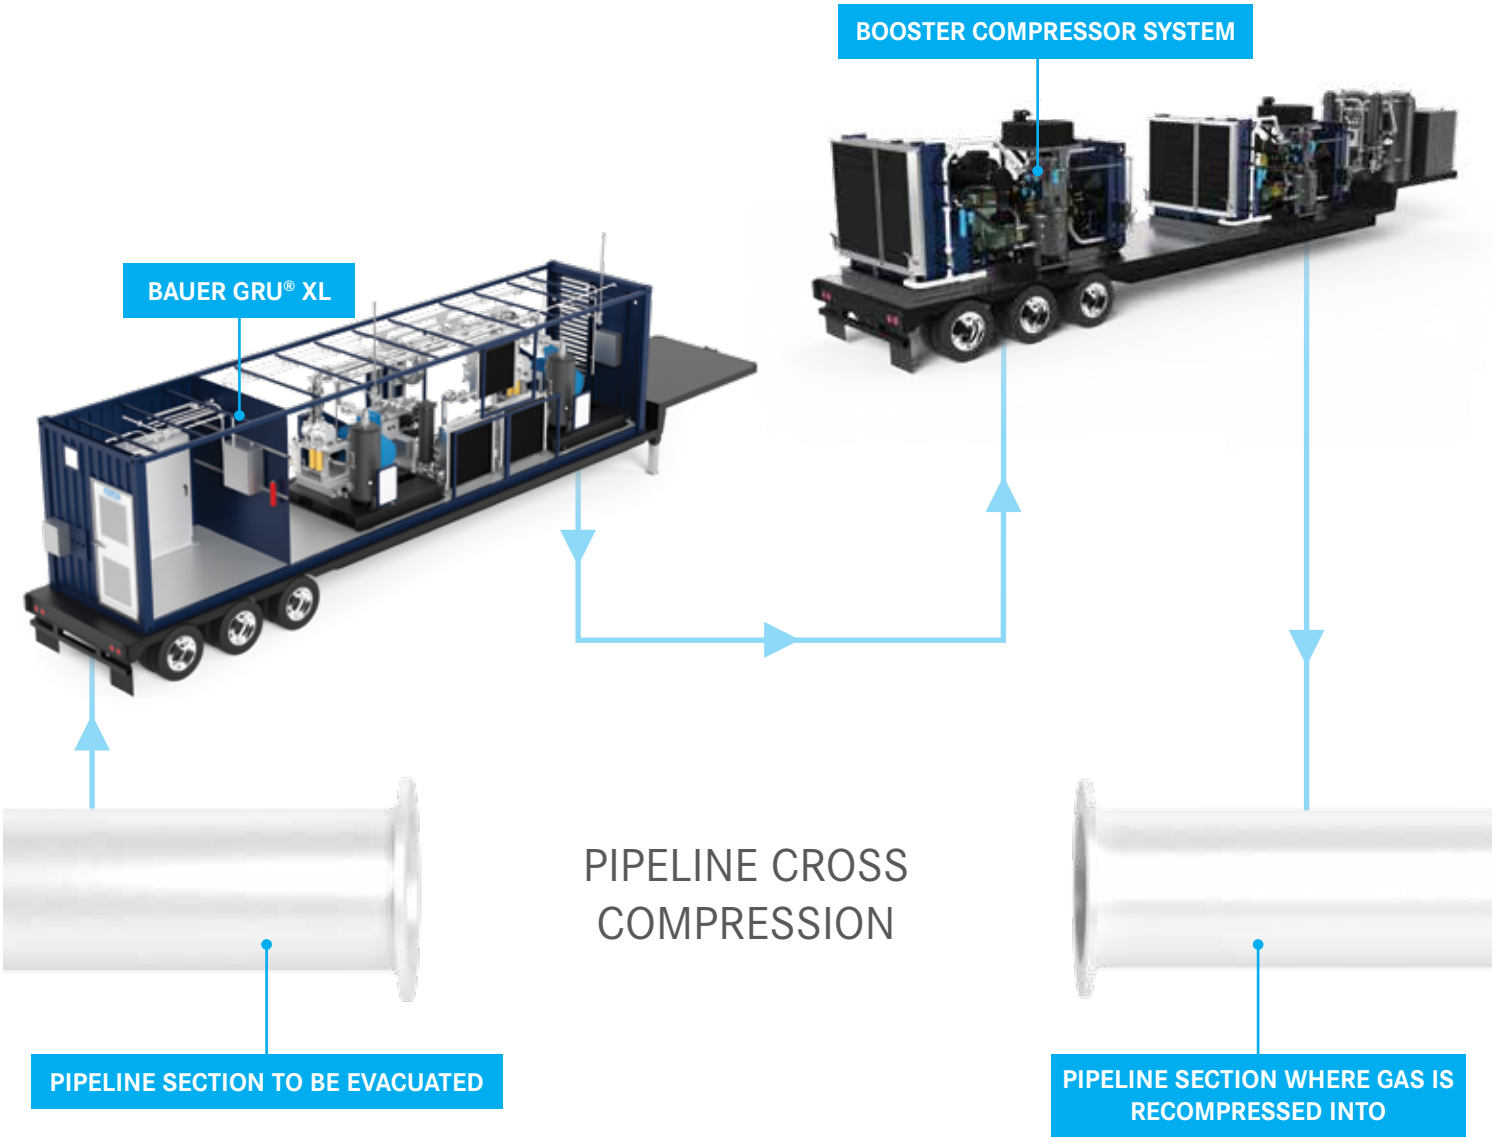 BOOSTER COMPRESSOR SYSTEM
BAUER GRU® XL
PIPELINE CROSS
COMPRESSION
PIPELINE SECTION TO BE EVACUATED
PIPELINE SECTION WHERE GAS IS
RECOMPRESSED INTO